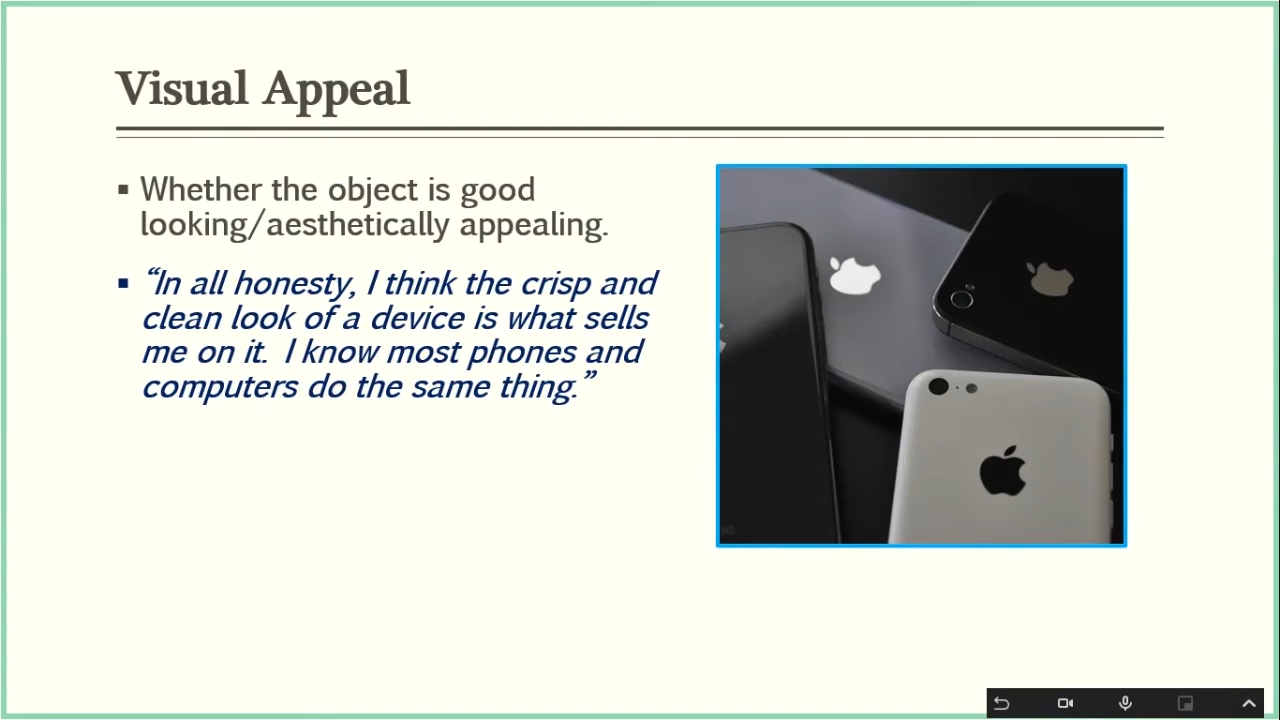 Visual Appeal
▪ Whether the object is good
looking/aesthetically appealing.
▪ “In all honesty, I think the crisp and
clean look of a device is what sells
me on it.  I know most phones and
computers do the same thing.”